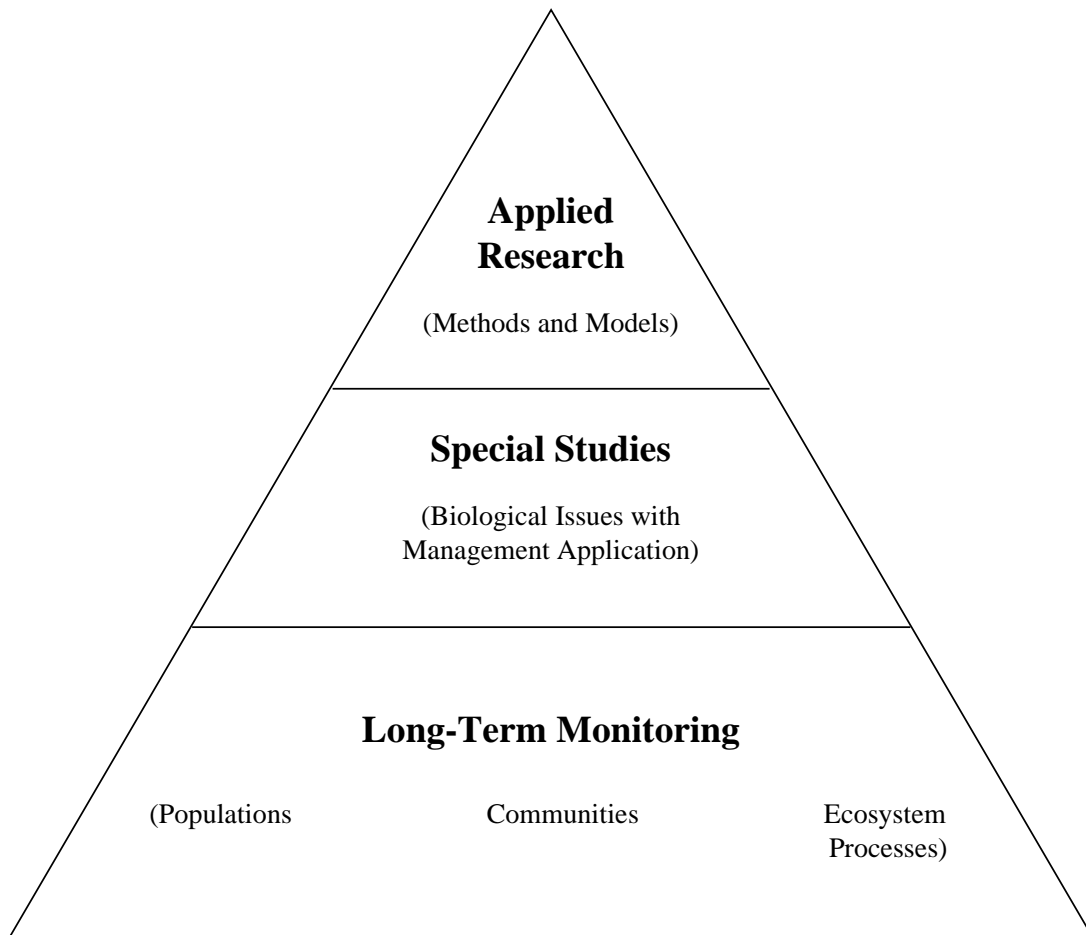 Applied
Research
(Methods and Models)
Special Studies
(Biological Issues with
Management Application)
Long-Term Monitoring
(Populations Communities Ecosystem
Processes)